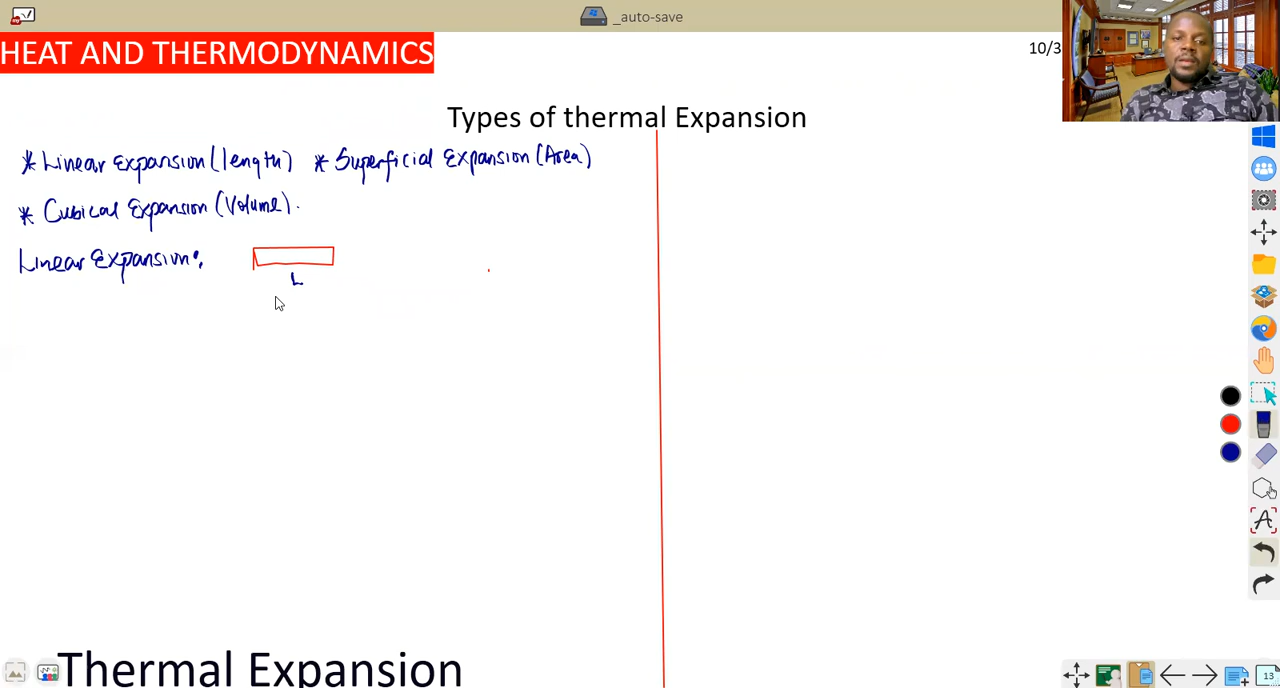 _auto-save
HEAT AND THERMODYNAMICS
10/3
Types of thermal Expansion
* Linear Expansion (length) * Superficial Expansion (Area)
* Cubical Expansion (Volume).
Linear Expansion:
L
Thermal Expansion
13